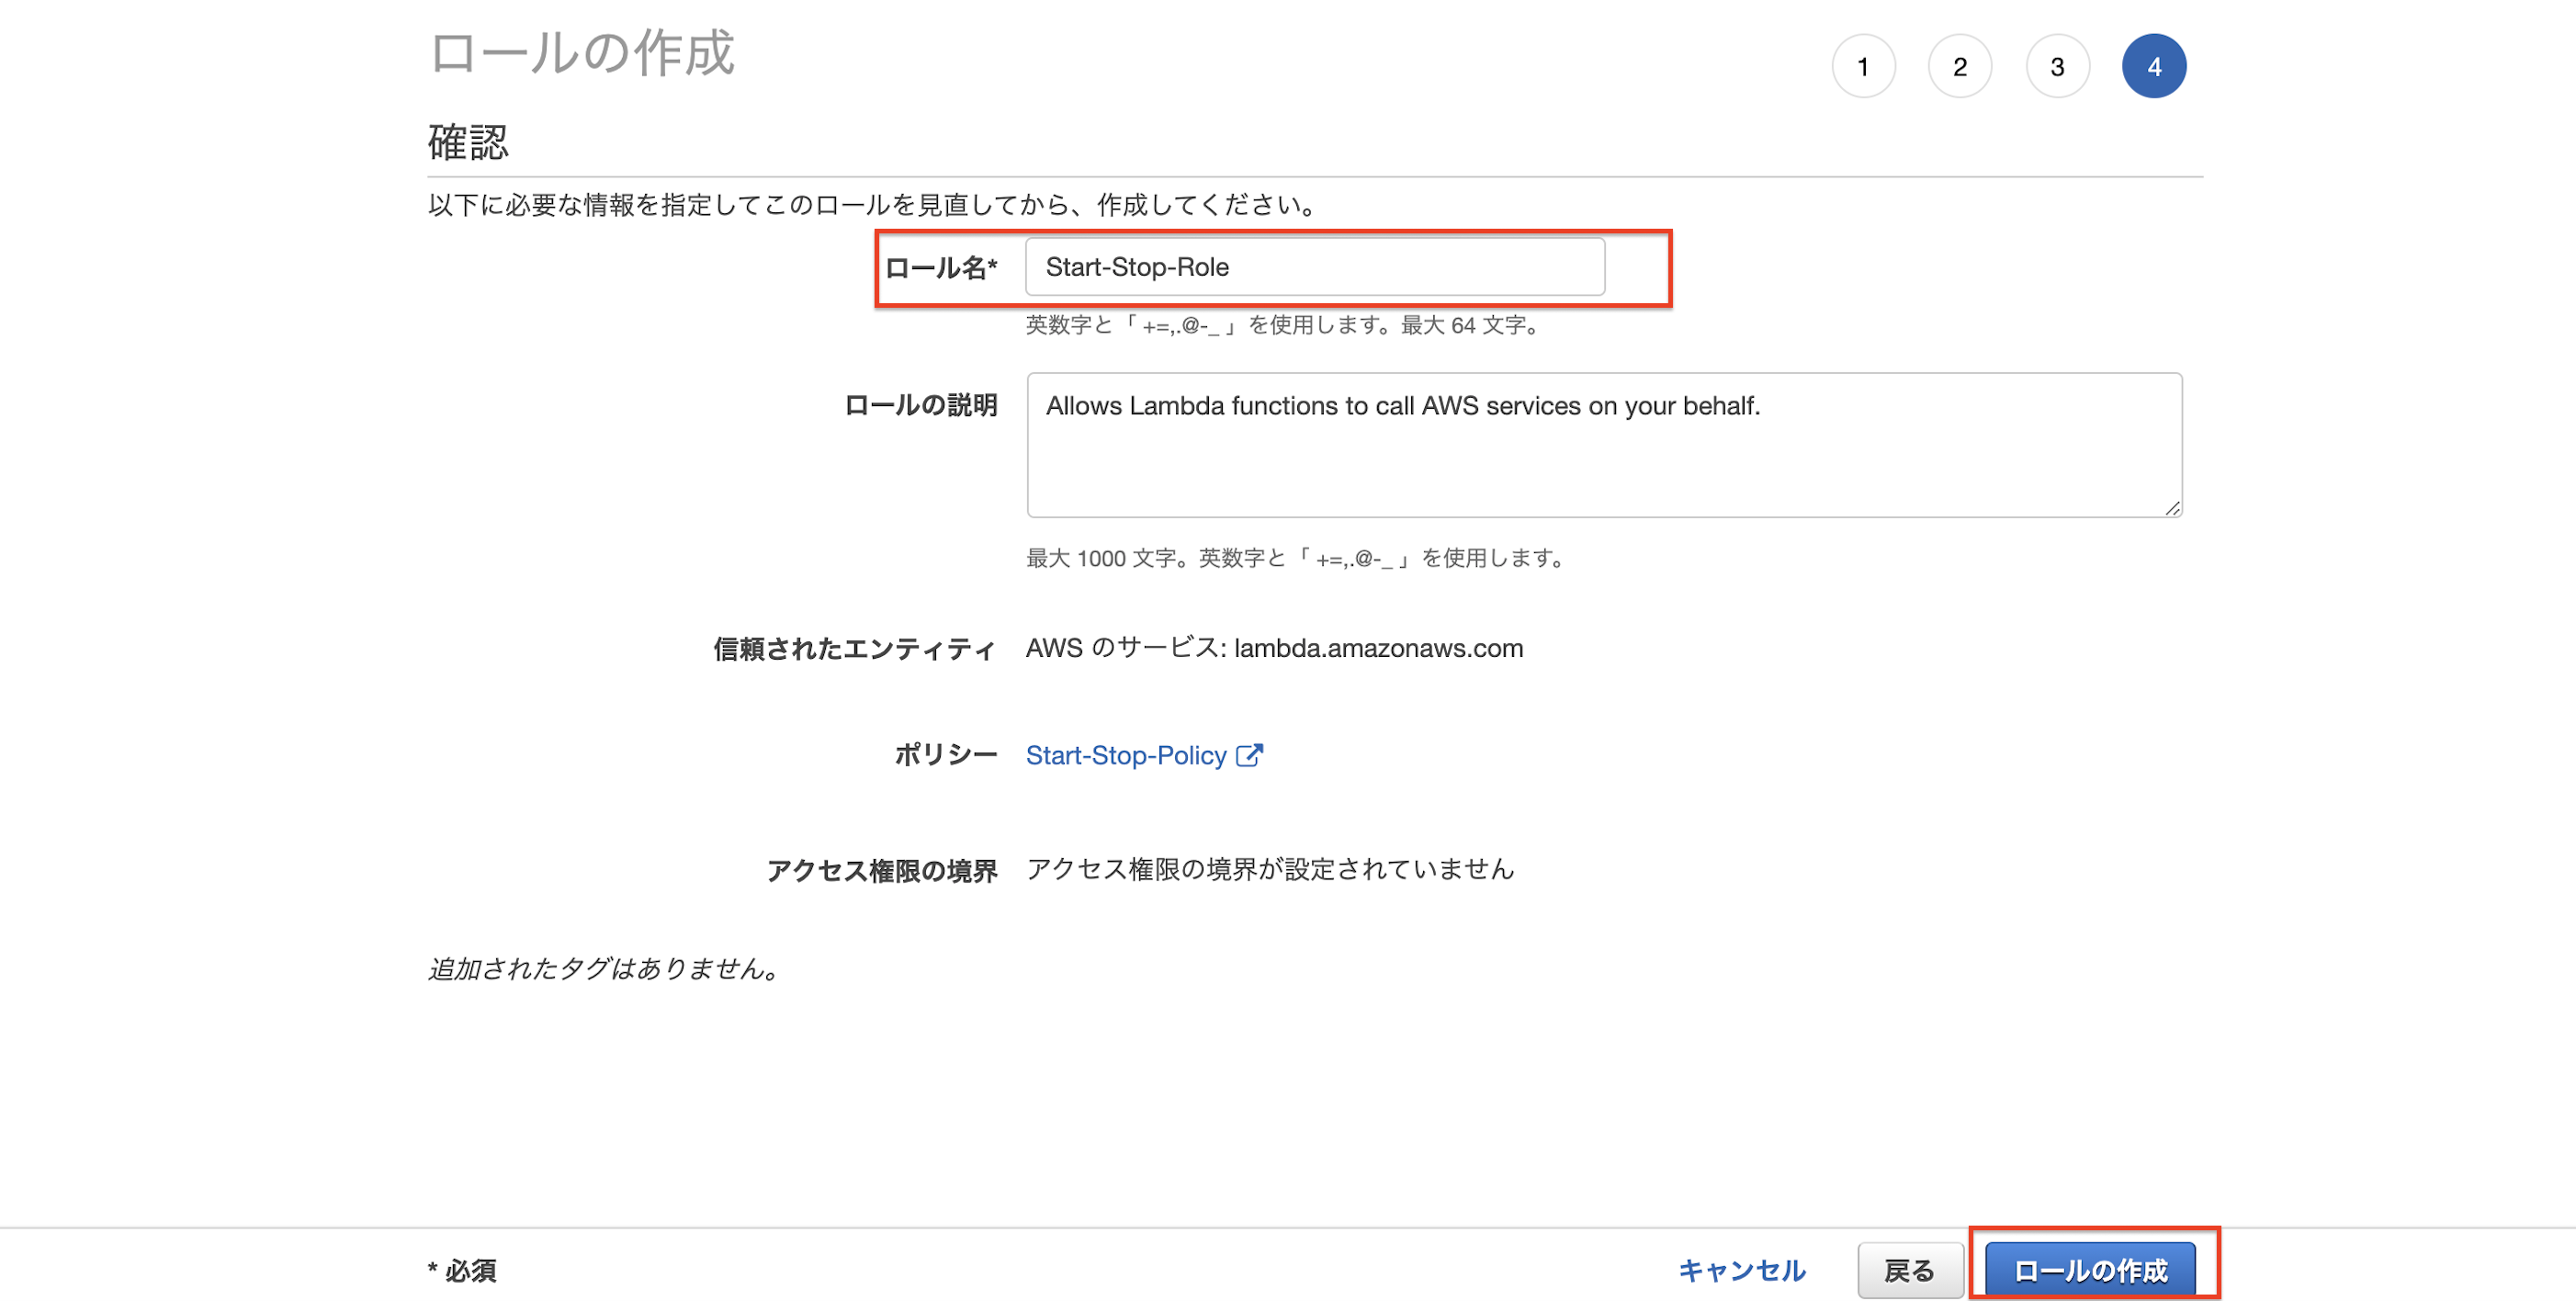 ロールの作成
1 2 3 4
確認
以下に必要な情報を指定してこのロールを見直してから、作成してください。
ロール名* Start-Stop-Role
英数字と「 +=,.@-_ 」を使用します。最大 64 文字。
ロールの説明 Allows Lambda functions to call AWS services on your behalf.
最大 1000 文字。英数字と「 +=,.@-_ 」を使用します。
信頼されたエンティティ AWS のサービス: lambda.amazonaws.com
ポリシー Start-Stop-Policy
アクセス権限の境界 アクセス権限の境界が設定されていません
追加されたタグはありません。
* 必須 キャンセル 戻る ロールの作成